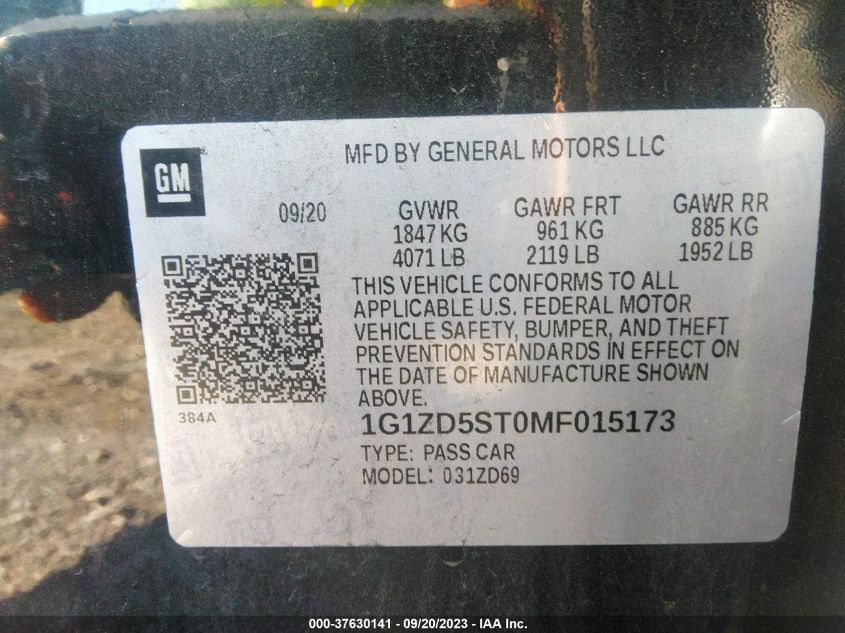 MFD BY GENERAL MOTORS LLC
GM
09/20
GVWR GAWR FRT GAWR RR
1847 KG 961 KG 885 KG
4071 LB 2119 LB 1952 LB
THIS VEHICLE CONFORMS TO ALL
APPLICABLE U.S. FEDERAL MOTOR
VEHICLE SAFETY, BUMPER, AND THEFT
PREVENTION STANDARDS IN EFFECT ON
THE DATE OF MANUFACTURE SHOWN
ABOVE.
384A
1G1ZD5ST0MF015173
TYPE: PASS CAR
MODEL: 031ZD69
000-37630141 - 09/20/2023 - IAA Inc.